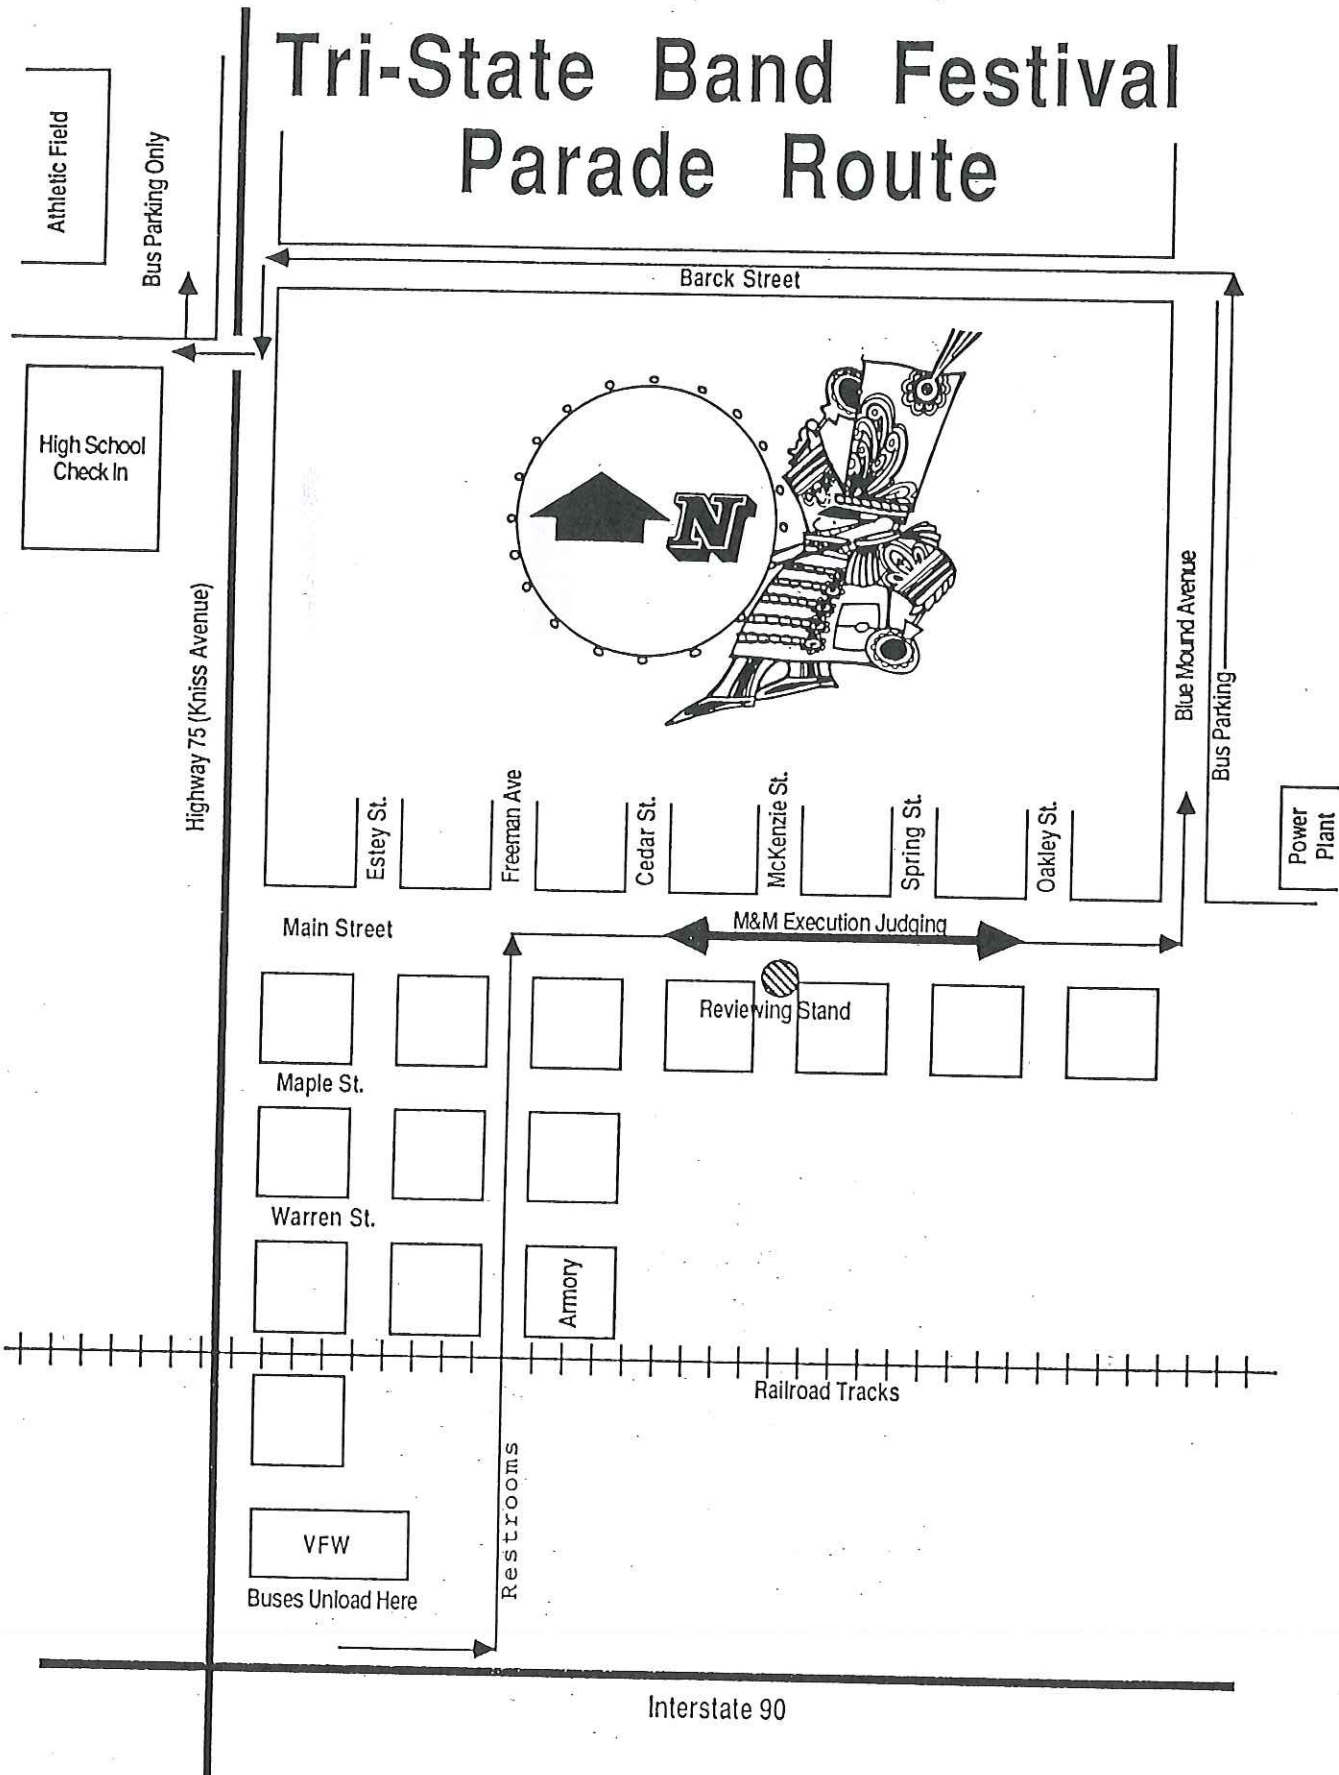 Tri-State Band Festival
Parade Route
Athletic Field
Bus Parking Only
Barck Street
High School
Check In
N
Highway 75 (Kniss Avenue)
Blue Mound Avenue
Bus Parking
Power
Plant
Estey St.
Freeman Ave
Cedar St.
McKenzie St.
Spring St.
Oakley St.
Main Street
M&M Execution Judging
Reviewing Stand
Maple St.
Warren St.
Armory
Railroad Tracks
Restrooms
VFW
Buses Unload Here
Interstate 90